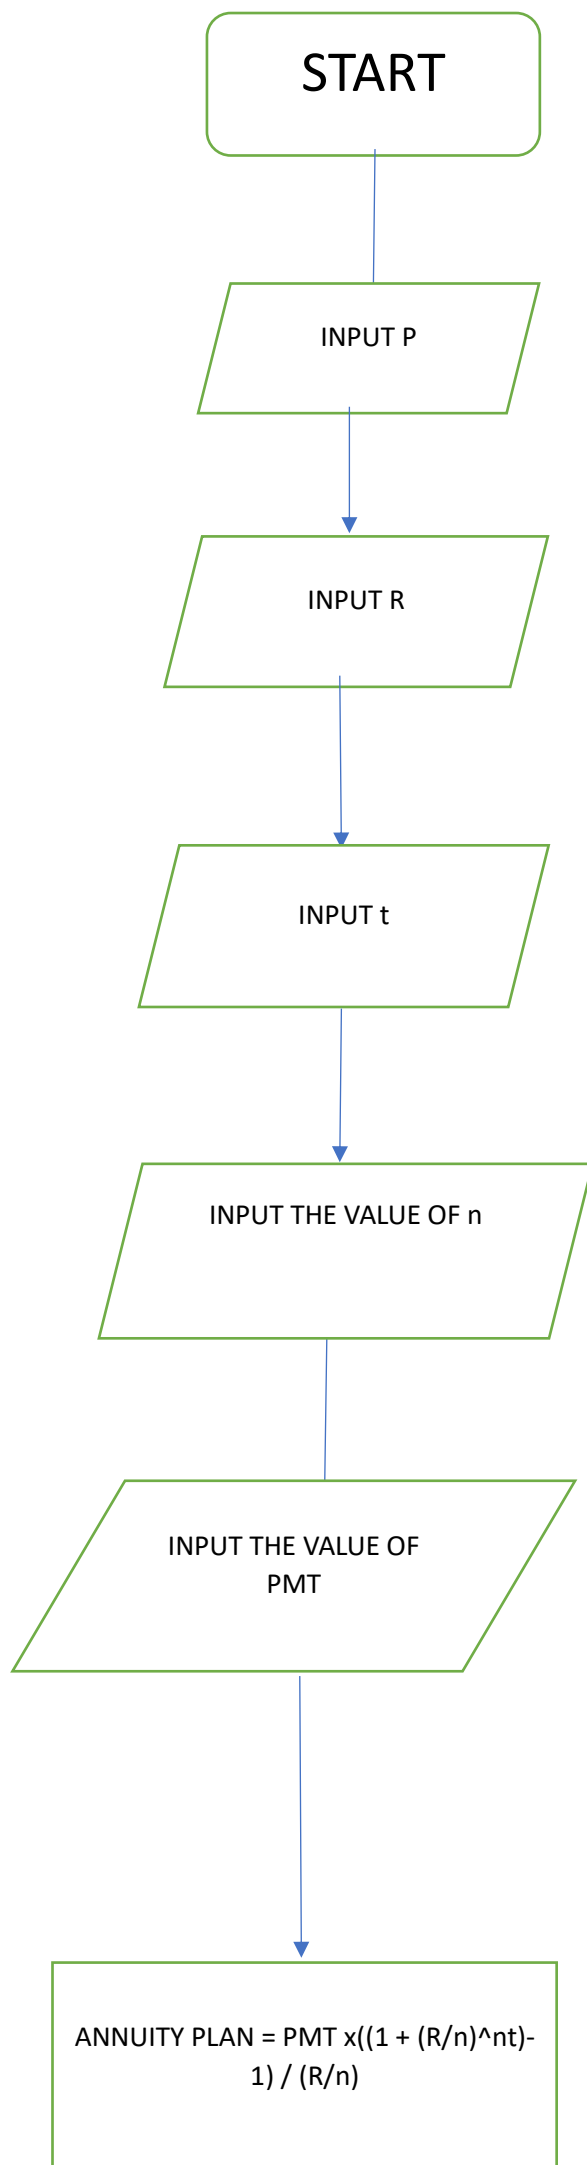 START
INPUT P
INPUT R
INPUT t
INPUT THE VALUE OF n
INPUT THE VALUE OF
PMT
ANNUITY PLAN = PMT x((1 + (R/n)^nt)-
1) / (R/n)